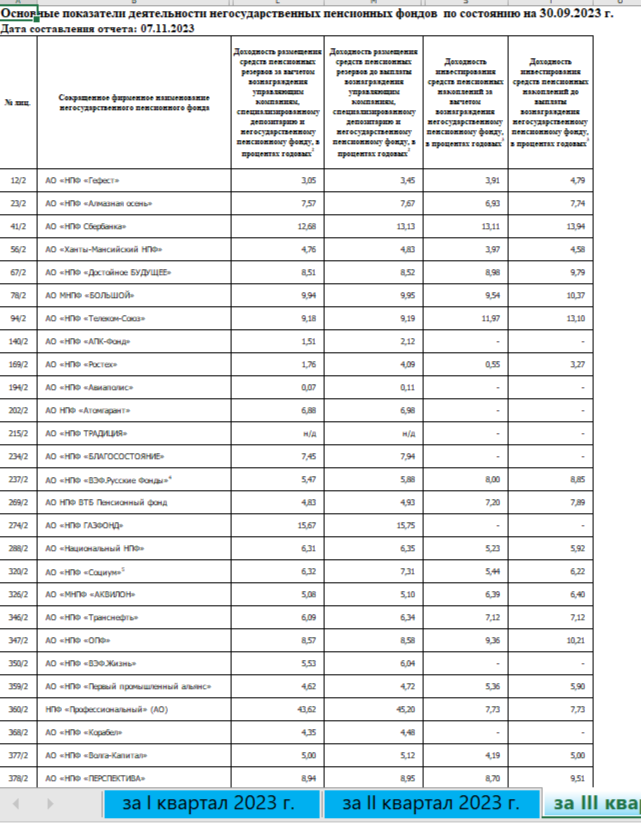 Основные показатели деятельности негосударственных пенсионных фондов по состоянию на 30.09.2023 г.
Дата составления отчета: 07.11.2023
№ лиц.
Сокращенное фирменное наименование
негосударственного пенсионного фонда
Доходность размещения
средств пенсионных
резервов за вычетом
вознаграждения
управляющим
компаниям,
специализированному
депозитарию и
негосударственному
пенсионному фонду, в
процентах годовых
Доходность размещения
средств пенсионных
резервов до выплаты
вознаграждения
управляющим
компаниям,
специализированному
депозитарию и
негосударственному
пенсионному фонду, в
процентах годовых
Доходность
инвестирования
средств пенсионных
накоплений за
вычетом
вознаграждения
негосударственному
пенсионному фонду,
в процентах годовых
Доходность
инвестирования
средств пенсионных
накоплений до
выплаты
вознаграждения
негосударственному
пенсионному фонду,
в процентах годовых
12/2 АО «НПФ «Гефест» 3,05 3,45 3,91 4,79
23/2 АО «НПФ «Алмазная осень» 7,57 7,67 6,93 7,74
41/2 АО «НПФ Сбербанка» 12,68 13,13 13,11 13,94
56/2 АО «Ханты-Мансийский НПФ» 4,76 4,83 3,97 4,58
67/2 АО «НПФ «Достойное БУДУЩЕЕ» 8,51 8,52 8,98 9,79
78/2 АО МНПФ «БОЛЬШОЙ» 9,94 9,95 9,54 10,37
94/2 АО «НПФ «Телеком-Союз» 9,18 9,19 11,97 13,10
140/2 АО «НПФ «АПК-Фонд» 1,51 2,12 - -
169/2 АО «НПФ «Ростех» 1,76 4,09 0,55 3,27
194/2 АО «НПФ «Авиаполис» 0,07 0,11 - -
202/2 АО НПФ «Атомгарант» 6,88 6,98 - -
215/2 АО «НПФ ТРАДИЦИЯ» н/д н/д - -
234/2 АО «НПФ «БЛАГОСОСТОЯНИЕ» 7,45 7,94 - -
237/2 АО «НПФ «ВЭФ.Русские Фонды»⁴ 5,47 5,88 8,00 8,85
269/2 АО НПФ ВТБ Пенсионный фонд 4,83 4,93 7,20 7,89
274/2 АО «НПФ ГАЗФОНД» 15,67 15,75 - -
288/2 АО «Национальный НПФ» 6,31 6,35 5,23 5,92
320/2 АО «НПФ «Социум»⁵ 6,32 7,31 5,44 6,22
326/2 АО «МНПФ «АКВИЛОН» 5,08 5,10 6,39 6,40
346/2 АО «НПФ «Транснефть» 6,09 6,34 7,12 7,12
347/2 АО «НПФ «ОПФ» 8,57 8,58 9,36 10,21
350/2 АО «НПФ «ВЭФ.Жизнь» 5,53 6,04 - -
359/2 АО «НПФ «Первый промышленный альянс» 4,62 4,72 5,36 5,90
360/2 НПФ «Профессиональный» (АО) 43,62 45,20 7,73 7,73
368/2 АО «НПФ «Корабел» 4,35 4,48 - -
377/2 АО «НПФ «Волга-Капитал» 5,00 5,12 4,19 5,00
378/2 АО «НПФ «ПЕРСПЕКТИВА» 8,94 8,95 8,70 9,51
за I квартал 2023 г. за II квартал 2023 г. за III ква